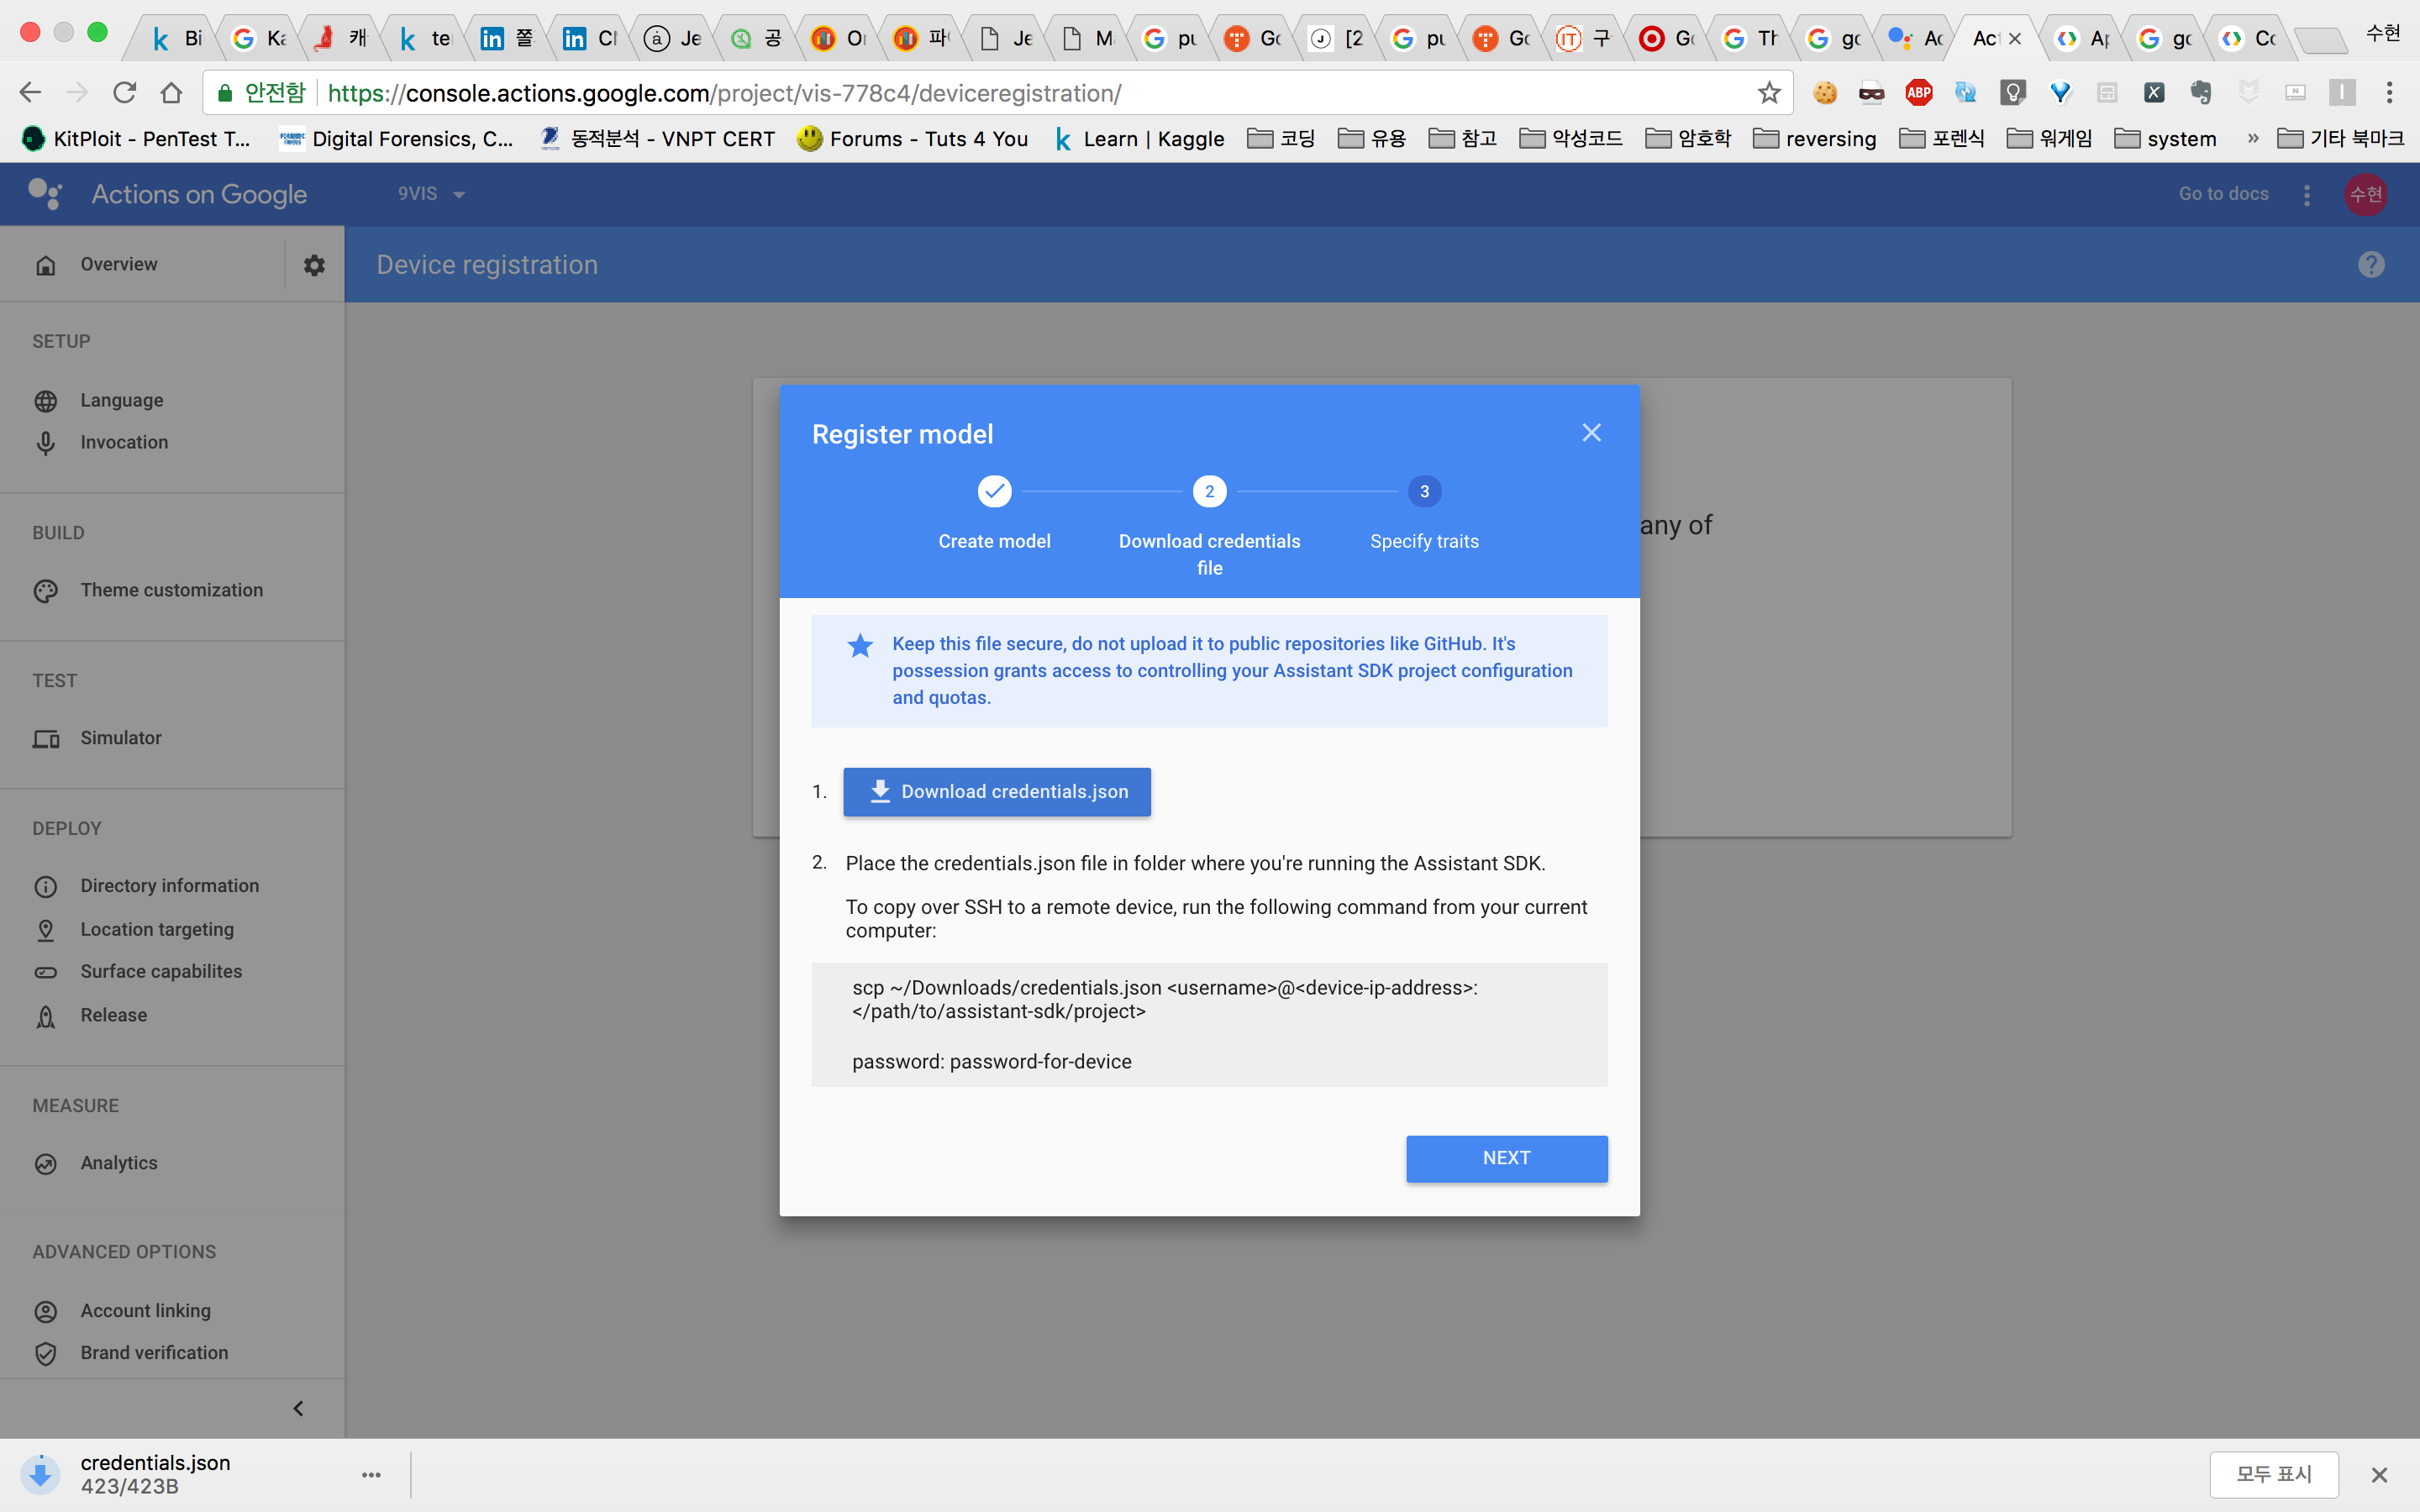 Bi
Ka
캐
te
쫄
Je
공
파
Je
M
pu
Go
[2
pu
Go
구
Go
Th
go
Ac
Ac
Ap
go
Co
수현
안전함
https://console.actions.google.com/project/vis-778c4/deviceregistration/
ABP
KitPloit - PenTest T...
Digital Forensics, C...
동적분석 - VNPT CERT
Forums - Tuts 4 You
Learn | Kaggle
코딩
유용
참고
악성코드
암호학
reversing
포렌식
워게임
system
»
기타 북마크
Actions on Google
9VIS
Go to docs
수현
Overview
Device registration
SETUP
Language
Invocation
BUILD
Theme customization
TEST
Simulator
DEPLOY
Directory information
Location targeting
Surface capabilites
Release
MEASURE
Analytics
ADVANCED OPTIONS
Account linking
Brand verification
any of
Register model
2
3
Create model
Download credentials
file
Specify traits
Keep this file secure, do not upload it to public repositories like GitHub. It's
possession grants access to controlling your Assistant SDK project configuration
and quotas.
1. Download credentials.json
2. Place the credentials.json file in folder where you're running the Assistant SDK.
To copy over SSH to a remote device, run the following command from your current
computer:
scp ~/Downloads/credentials.json <username>@<device-ip-address>:
</path/to/assistant-sdk/project>
password: password-for-device
NEXT
credentials.json
423/423B
모두 표시